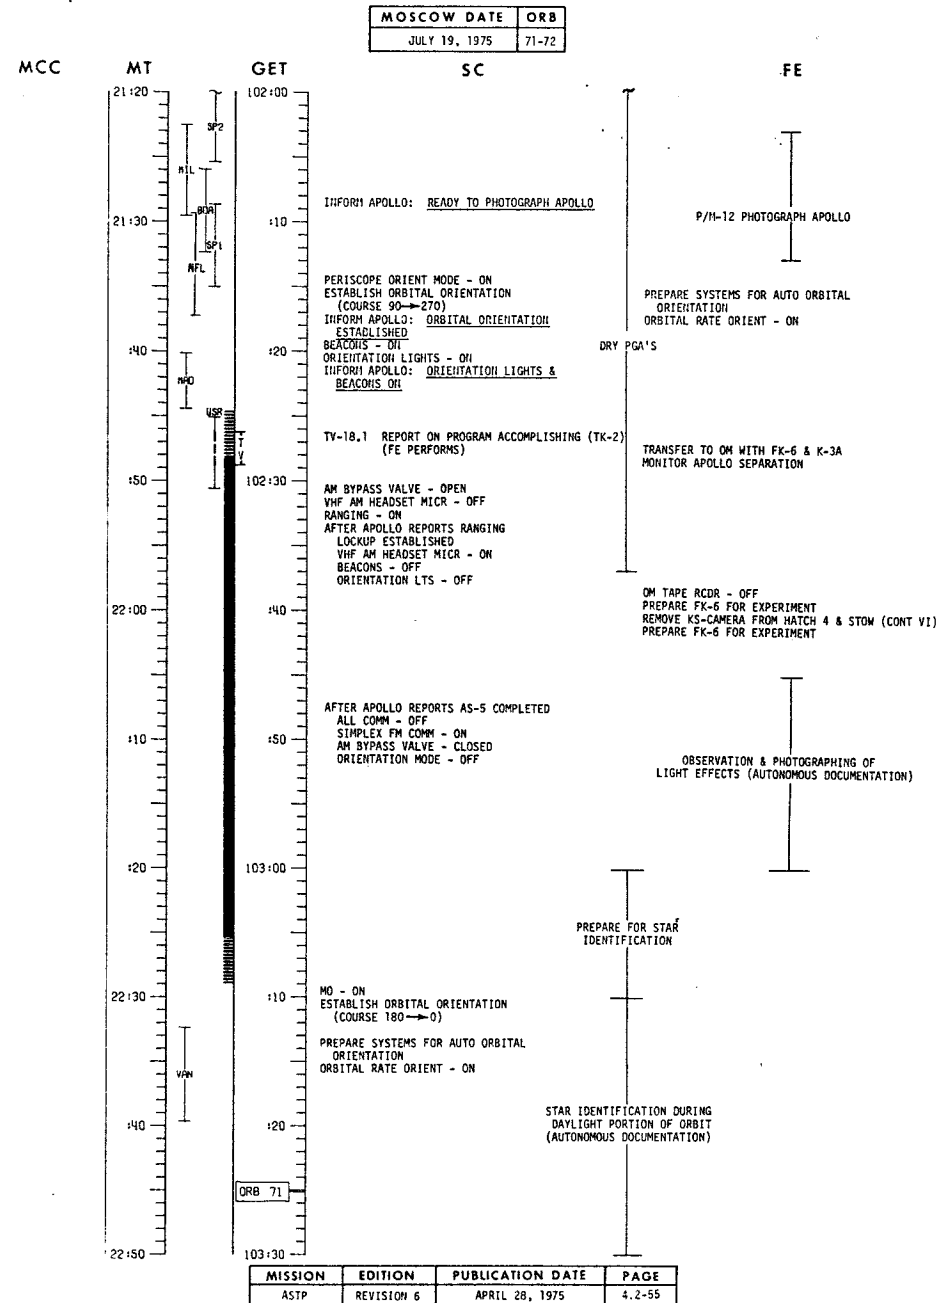 MOSCOW DATE ORB
JULY 19, 1975 71-72
MCC MT GET SC FE
21:20 102:00
SP2
MIL
INFORM APOLLO: READY TO PHOTOGRAPH APOLLO
BDA
P/M-12 PHOTOGRAPH APOLLO
21:30 :10
SP1
NFL
PERISCOPE ORIENT MODE - ON
ESTABLISH ORBITAL ORIENTATION
(COURSE 90→270)
INFORM APOLLO: ORBITAL ORIENTATION
ESTABLISHED
BEACONS - ON
ORIENTATION LIGHTS - ON
INFORM APOLLO: ORIENTATION LIGHTS &
BEACONS ON
PREPARE SYSTEMS FOR AUTO ORBITAL
ORIENTATION
ORBITAL RATE ORIENT - ON
DRY PGA'S
:40 :20
MAD
USR
T
V
TV-18.1 REPORT ON PROGRAM ACCOMPLISHING (TK-2)
(FE PERFORMS)
TRANSFER TO OM WITH FK-6 & K-3A
MONITOR APOLLO SEPARATION
:50 102:30
AM BYPASS VALVE - OPEN
VHF AM HEADSET MICR - OFF
RANGING - ON
AFTER APOLLO REPORTS RANGING
LOCKUP ESTABLISHED
VHF AM HEADSET MICR - ON
BEACONS - OFF
ORIENTATION LTS - OFF
OM TAPE RCDR - OFF
PREPARE FK-6 FOR EXPERIMENT
REMOVE KS-CAMERA FROM HATCH 4 & STOW (CONT VI)
PREPARE FK-6 FOR EXPERIMENT
22:00 :40
AFTER APOLLO REPORTS AS-5 COMPLETED
ALL COMM - OFF
SIMPLEX FM COMM - ON
AM BYPASS VALVE - CLOSED
ORIENTATION MODE - OFF
:10 :50
OBSERVATION & PHOTOGRAPHING OF
LIGHT EFFECTS (AUTONOMOUS DOCUMENTATION)
:20 103:00
PREPARE FOR STAR
IDENTIFICATION
22:30 :10
MO - ON
ESTABLISH ORBITAL ORIENTATION
(COURSE 180→0)
PREPARE SYSTEMS FOR AUTO ORBITAL
ORIENTATION
ORBITAL RATE ORIENT - ON
VAN
STAR IDENTIFICATION DURING
DAYLIGHT PORTION OF ORBIT
(AUTONOMOUS DOCUMENTATION)
:40 :20
ORB 71
22:50 103:30
MISSION EDITION PUBLICATION DATE PAGE
ASTP REVISION 6 APRIL 28, 1975 4.2-55